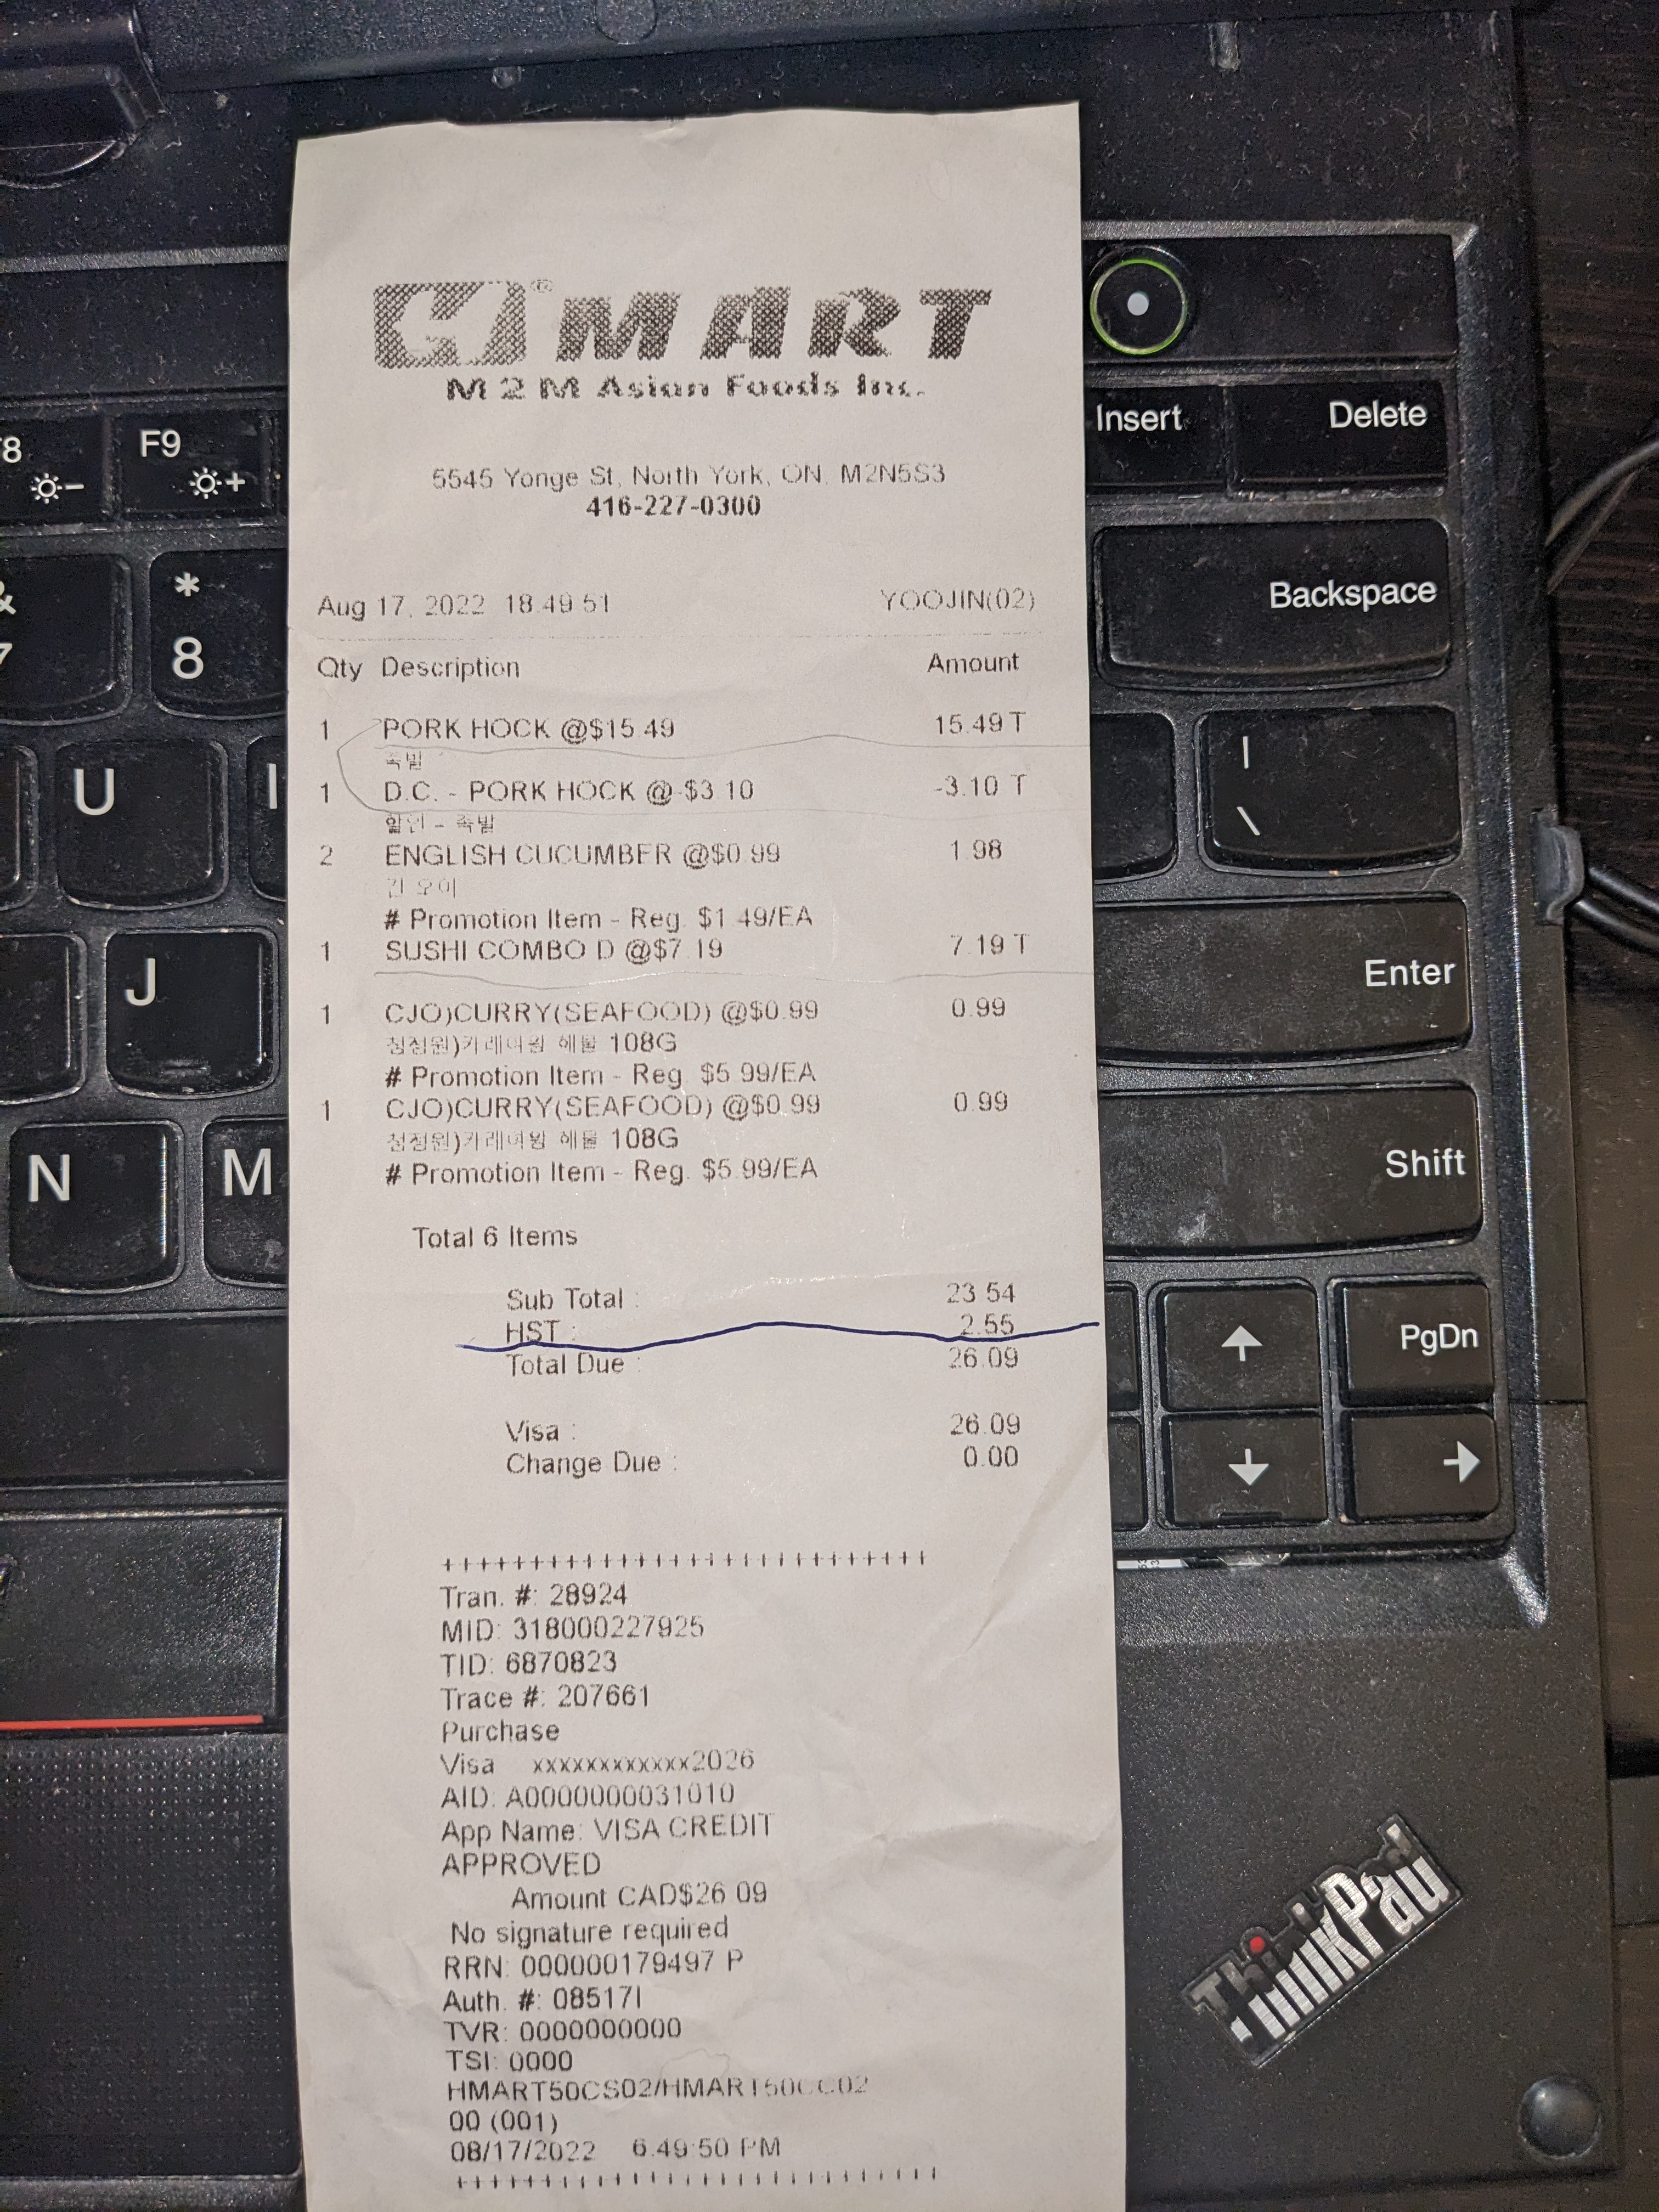 H MART
M 2 M Asian Foods Inc.
5545 Yonge St, North York, ON, M2N5S3
416-227-0300
Aug 17, 2022 18:49:51 YOOJIN(02)
Qty Description Amount
1 PORK HOCK @$15.49 15.49 T
족발
1 D.C. - PORK HOCK @-$3.10 -3.10 T
할인 - 족발
2 ENGLISH CUCUMBER @$0.99 1.98
긴 오이
# Promotion Item - Reg. $1.49/EA
1 SUSHI COMBO D @$7.19 7.19 T
1 CJO)CURRY(SEAFOOD) @$0.99 0.99
청정원)카레여왕 해물 108G
# Promotion Item - Reg. $5.99/EA
1 CJO)CURRY(SEAFOOD) @$0.99 0.99
청정원)카레여왕 해물 108G
# Promotion Item - Reg. $5.99/EA
Total 6 Items
Sub Total : 23.54
HST : 2.55
Total Due : 26.09
Visa : 26.09
Change Due : 0.00
++++++++++++++++++++++++++++
Tran. #: 28924
MID: 318000227925
TID: 6870823
Trace #: 207661
Purchase
Visa xxxxxxxxxxxx2026
AID: A0000000031010
App Name: VISA CREDIT
APPROVED
Amount CAD$26.09
No signature required
RRN: 000000179497 P
Auth. #: 08517I
TVR: 0000000000
TSI: 0000
HMART50CS02/HMART50CC02
00 (001)
08/17/2022 6:49:50 PM
++++++++++++++++++++++++++++
F9
Insert
Delete
*
8
Backspace
U
I
|
\
J
Enter
N
M
Shift
PgDn
ThinkPad